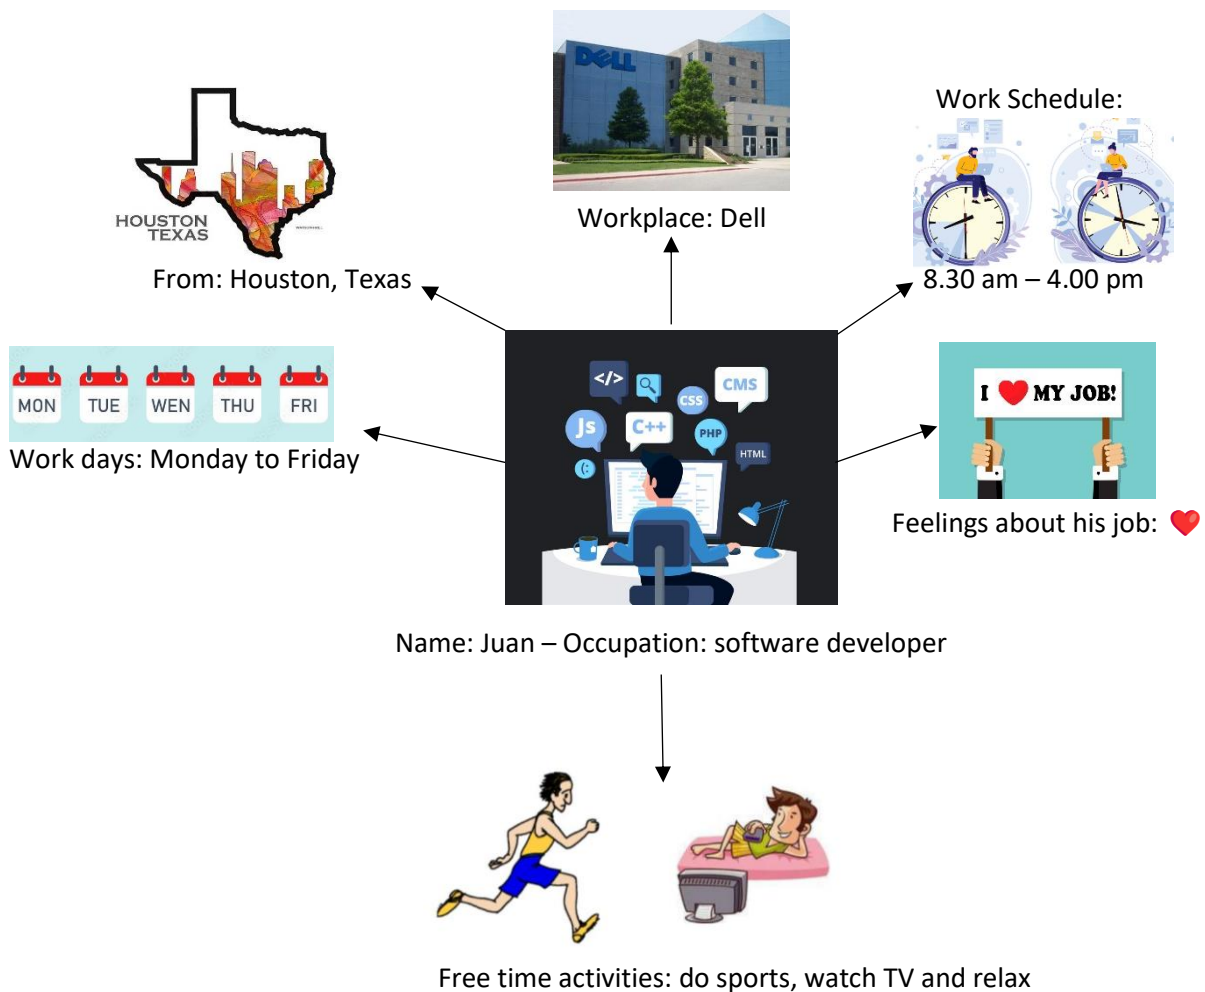 DELL
Workplace: Dell
HOUSTON
TEXAS
From: Houston, Texas
Work Schedule:
8.30 am – 4.00 pm
MON TUE WEN THU FRI
Work days: Monday to Friday
</>
CMS
CSS
Js
C++
PHP
HTML
(:
I ❤ MY JOB!
Feelings about his job: ❤
Name: Juan – Occupation: software developer
Free time activities: do sports, watch TV and relax